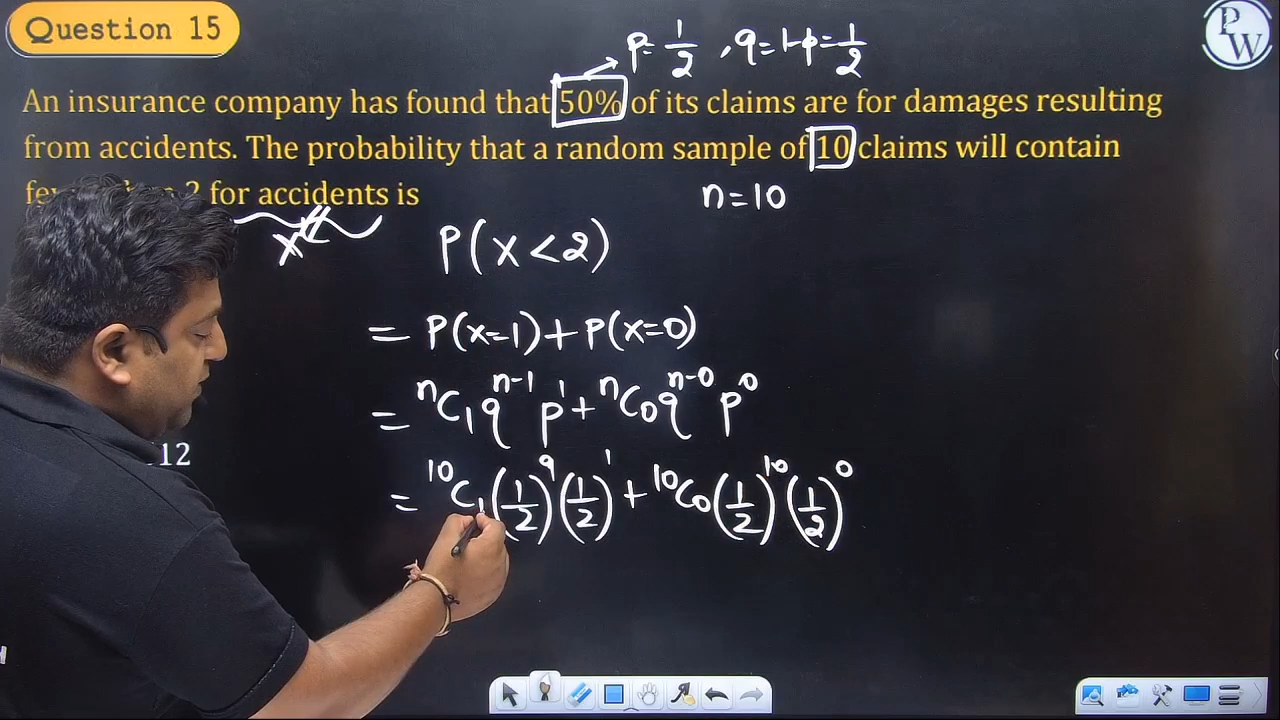 Question 15
P W
p = 1/2 , q = 1-p = 1/2
An insurance company has found that 50% of its claims are for damages resulting
from accidents. The probability that a random sample of 10 claims will contain
2 for accidents is
n = 10
x
P(x < 2)
= P(x=1) + P(x=0)
= ⁿC₁ qⁿ⁻¹ p¹ + ⁿC₀ qⁿ⁻⁰ p⁰
= ¹⁰C₁ (1/2)⁹ (1/2)¹ + ¹⁰C₀ (1/2)¹⁰ (1/2)⁰
12